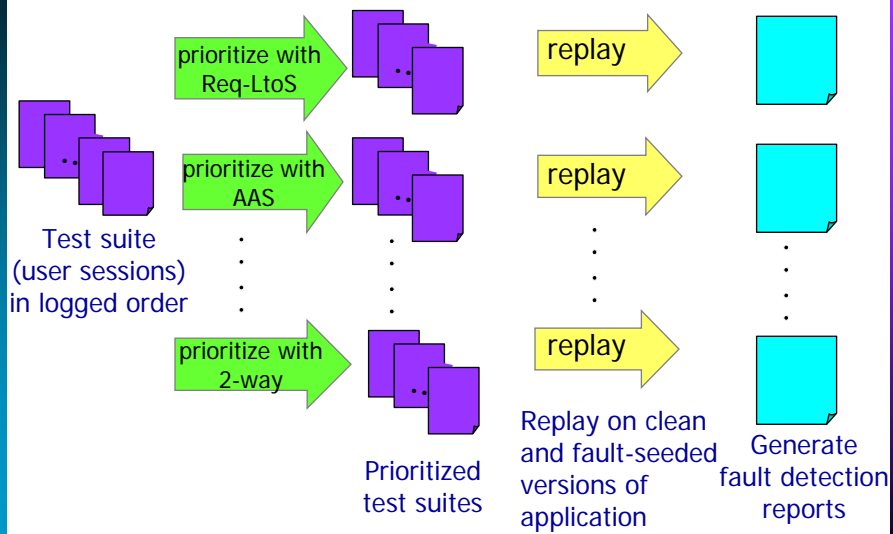 prioritize with
Req-LtoS
replay
prioritize with
AAS
replay
Test suite
(user sessions)
in logged order
prioritize with
2-way
replay
Prioritized
test suites
Replay on clean
and fault-seeded
versions of
application
Generate
fault detection
reports